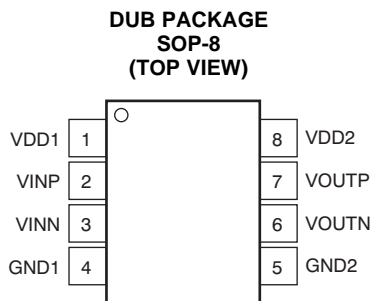 DUB PACKAGE
SOP-8
(TOP VIEW)
VDD1 1 8 VDD2
VINP 2 7 VOUTP
VINN 3 6 VOUTN
GND1 4 5 GND2